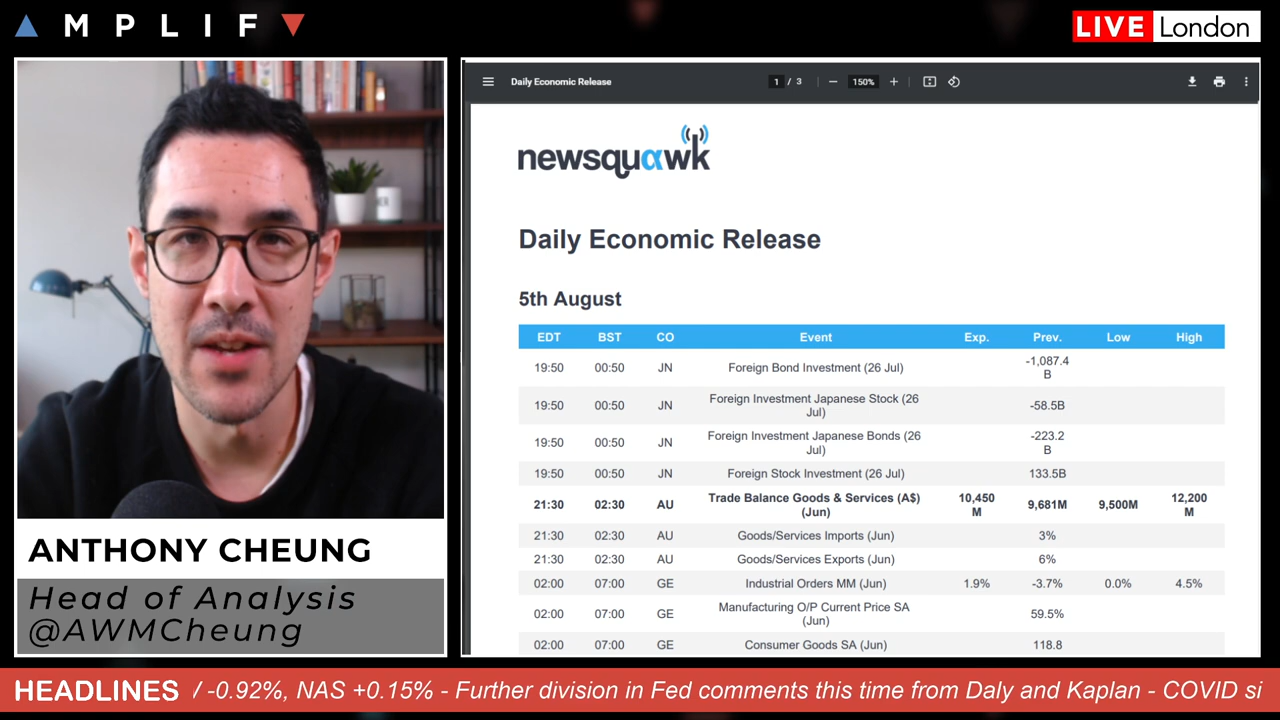 AMPLIFY
LIVE London
Daily Economic Release
1 / 3
150%
newsquawk
Daily Economic Release
5th August
EDT BST CO Event Exp. Prev. Low High
19:50 00:50 JN Foreign Bond Investment (26 Jul) -1,087.4
B
19:50 00:50 JN Foreign Investment Japanese Stock (26
Jul) -58.5B
19:50 00:50 JN Foreign Investment Japanese Bonds (26
Jul) -223.2
B
19:50 00:50 JN Foreign Stock Investment (26 Jul) 133.5B
21:30 02:30 AU Trade Balance Goods & Services (A$)
(Jun) 10,450
M 9,681M 9,500M 12,200
M
21:30 02:30 AU Goods/Services Imports (Jun) 3%
21:30 02:30 AU Goods/Services Exports (Jun) 6%
02:00 07:00 GE Industrial Orders MM (Jun) 1.9% -3.7% 0.0% 4.5%
02:00 07:00 GE Manufacturing O/P Current Price SA
(Jun) 59.5%
02:00 07:00 GE Consumer Goods SA (Jun) 118.8
ANTHONY CHEUNG
Head of Analysis
@AWMCheung
HEADLINES / -0.92%, NAS +0.15% - Further division in Fed comments this time from Daly and Kaplan - COVID si